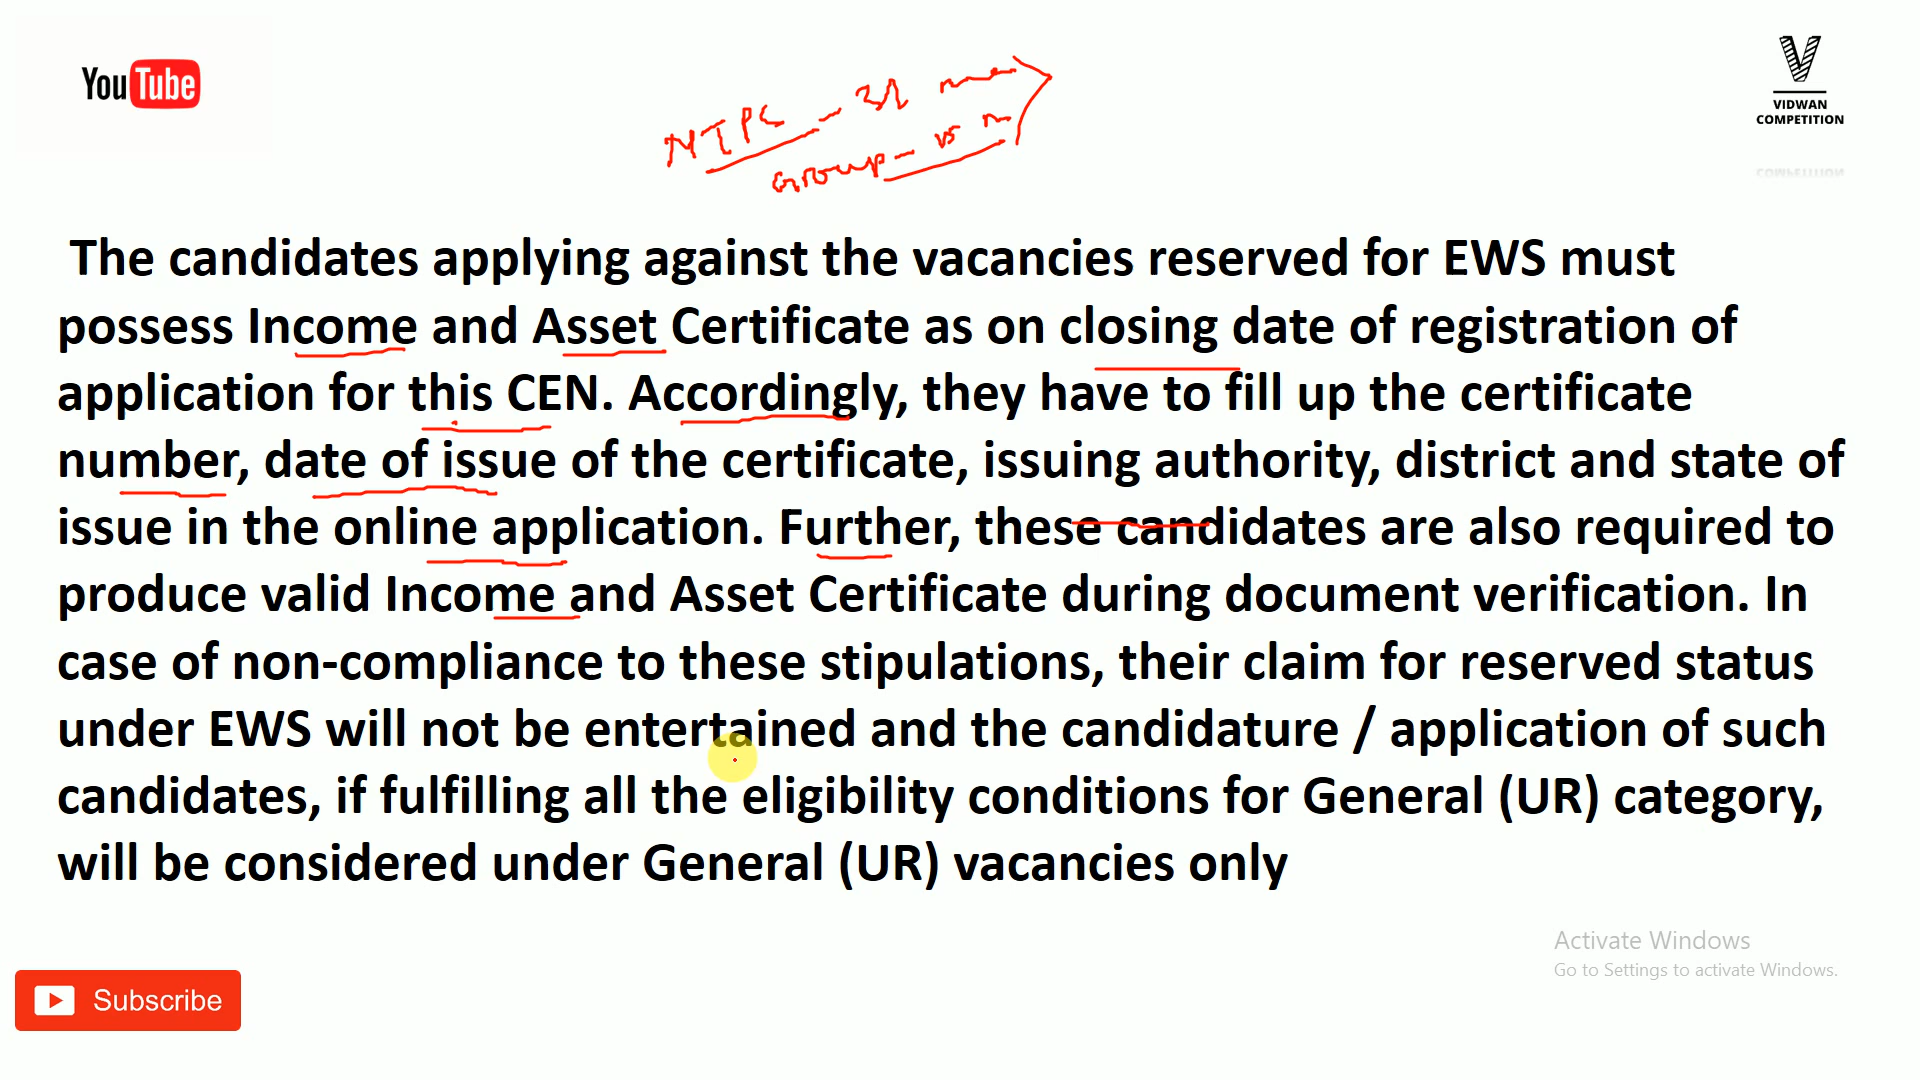 YouTube
VIDWAN
COMPETITION
NTPC -
Group -
The candidates applying against the vacancies reserved for EWS must
possess Income and Asset Certificate as on closing date of registration of
application for this CEN. Accordingly, they have to fill up the certificate
number, date of issue of the certificate, issuing authority, district and state of
issue in the online application. Further, these candidates are also required to
produce valid Income and Asset Certificate during document verification. In
case of non-compliance to these stipulations, their claim for reserved status
under EWS will not be entertained and the candidature / application of such
candidates, if fulfilling all the eligibility conditions for General (UR) category,
will be considered under General (UR) vacancies only
Activate Windows
Go to Settings to activate Windows.
Subscribe